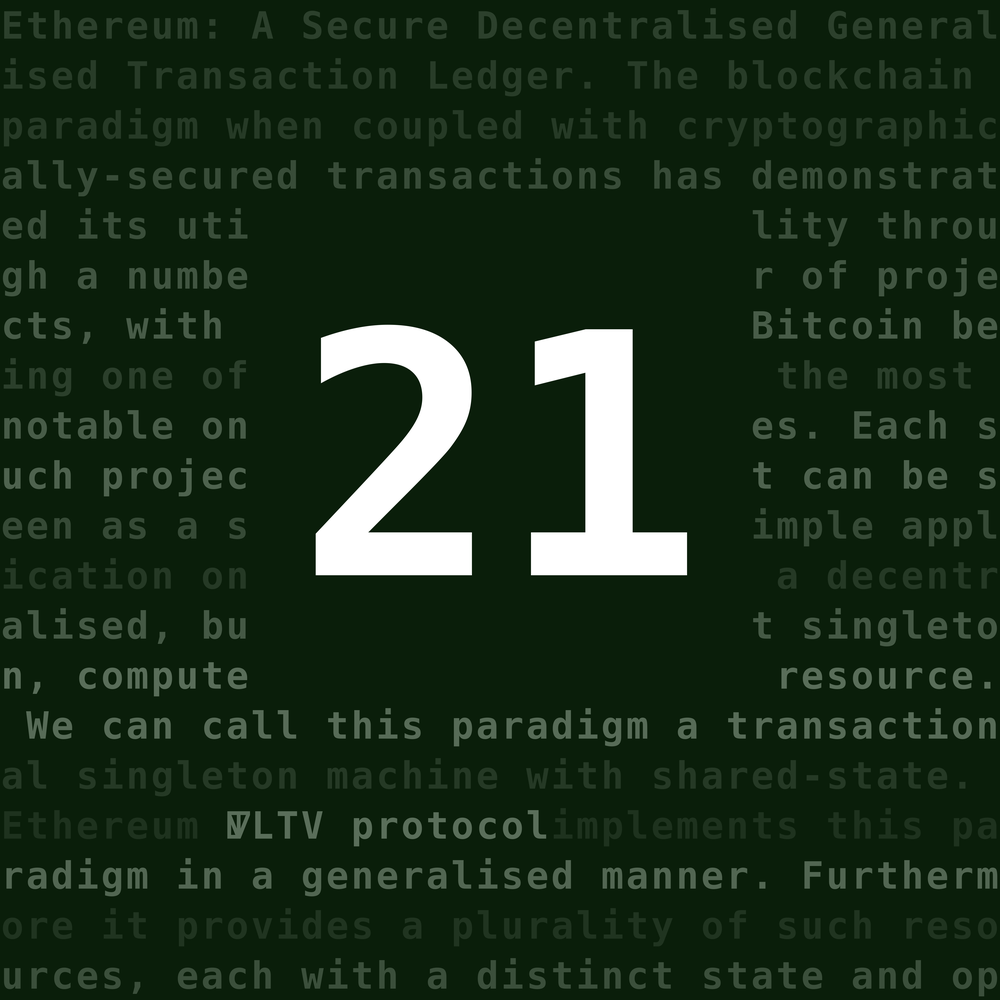 Ethereum: A Secure Decentralised General
ised Transaction Ledger. The blockchain
paradigm when coupled with cryptographic
ally-secured transactions has demonstrat
ed its uti lity throu
gh a numbe r of proje
cts, with Bitcoin be
ing one of the most
notable on es. Each s
21
uch projec t can be s
een as a s imple appl
ication on a decentr
alised, bu t singleto
n, compute resource.
We can call this paradigm a transaction
al singleton machine with shared-state.
Ethereum VLTV protocol implements this pa
radigm in a generalised manner. Furtherm
ore it provides a plurality of such reso
urces, each with a distinct state and op